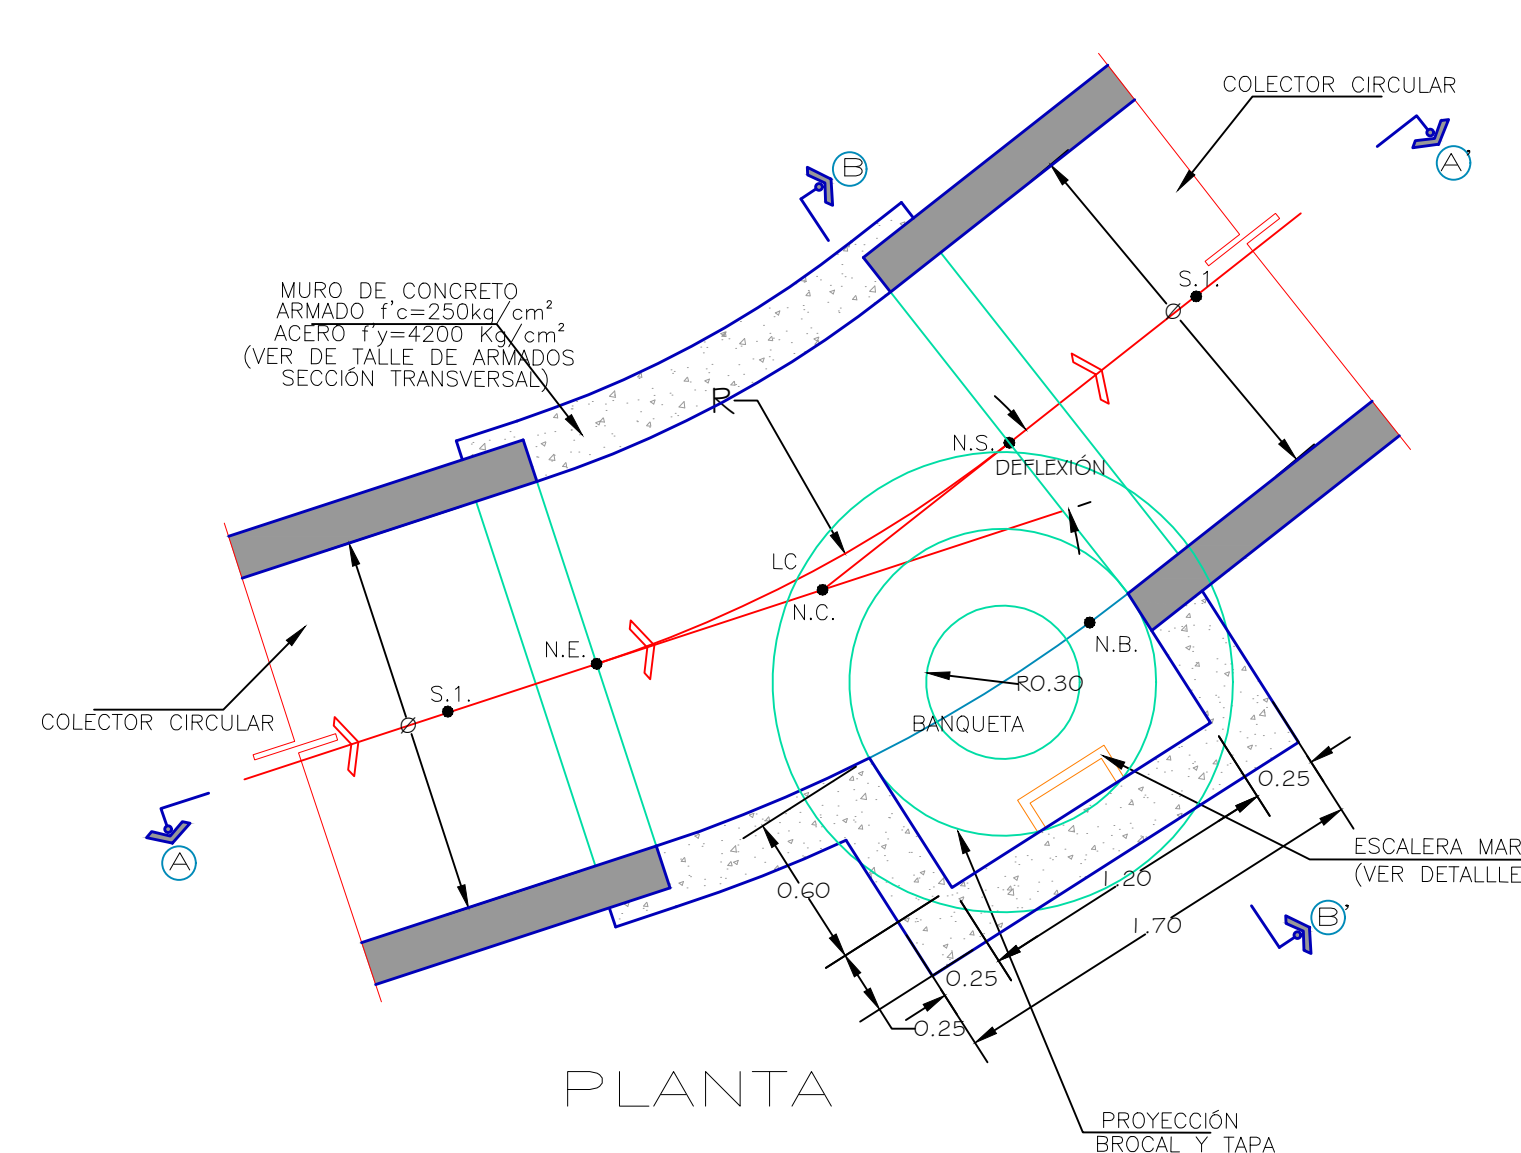 COLECTOR CIRCULAR
A'
B
S.1.
Ø
MURO DE CONCRETO
ARMADO f'c=250kg/cm²
ACERO f'y=4200 Kg/cm²
(VER DE TALLE DE ARMADOS
SECCIÓN TRANSVERSAL)
R
N.S.
DEFLEXIÓN
LC
N.C.
N.E.
N.B.
R0.30
S.1.
Ø
COLECTOR CIRCULAR
BANQUETA
0.25
A
ESCALERA MAR
(VER DETALLLE
0.60
1.20
1.70
B'
0.25
0.25
PLANTA
PROYECCIÓN
BROCAL Y TAPA